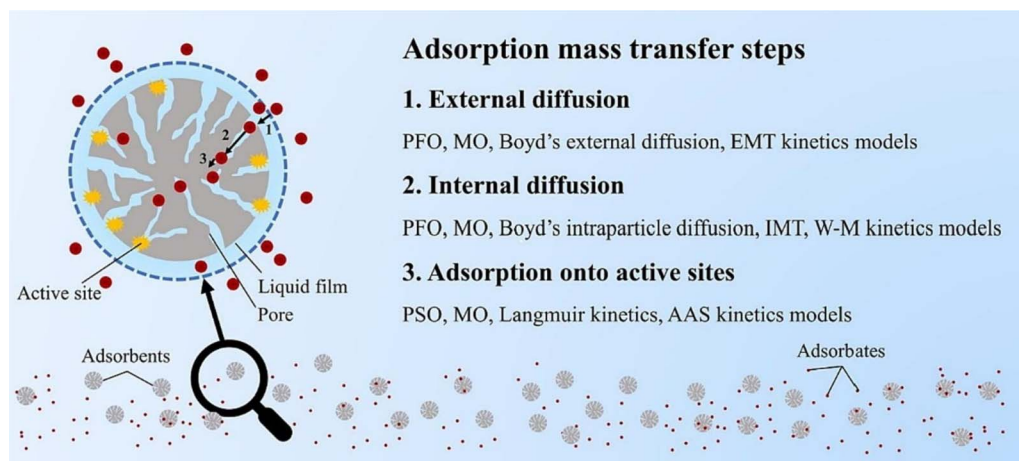 Adsorption mass transfer steps
1. External diffusion
PFO, MO, Boyd's external diffusion, EMT kinetics models
2. Internal diffusion
PFO, MO, Boyd's intraparticle diffusion, IMT, W-M kinetics models
3. Adsorption onto active sites
PSO, MO, Langmuir kinetics, AAS kinetics models
1
2
3
Active site
Liquid film
Pore
Adsorbents
Adsorbates